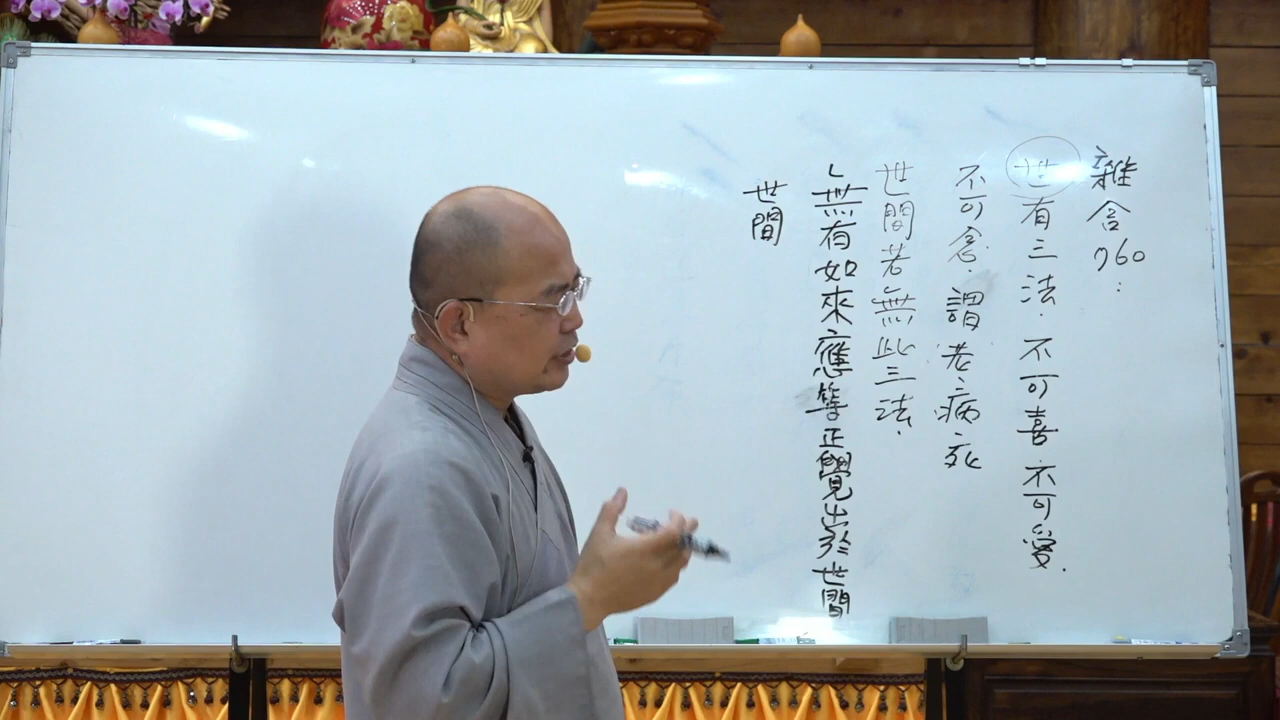 雜含760:
世有三法.不可喜不可愛.
不可念.謂老、病、死
世間若無此三法.
無有如來應等正覺出於世間
世間